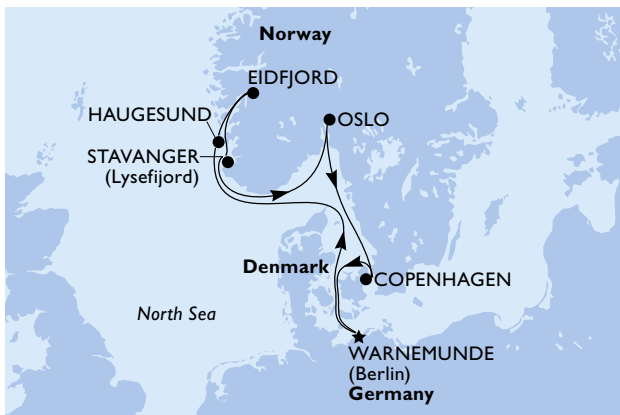 Norway
EIDFJORD
HAUGESUND
OSLO
STAVANGER
(Lysefijord)
Denmark
COPENHAGEN
North Sea
WARNEMUNDE
(Berlin)
Germany